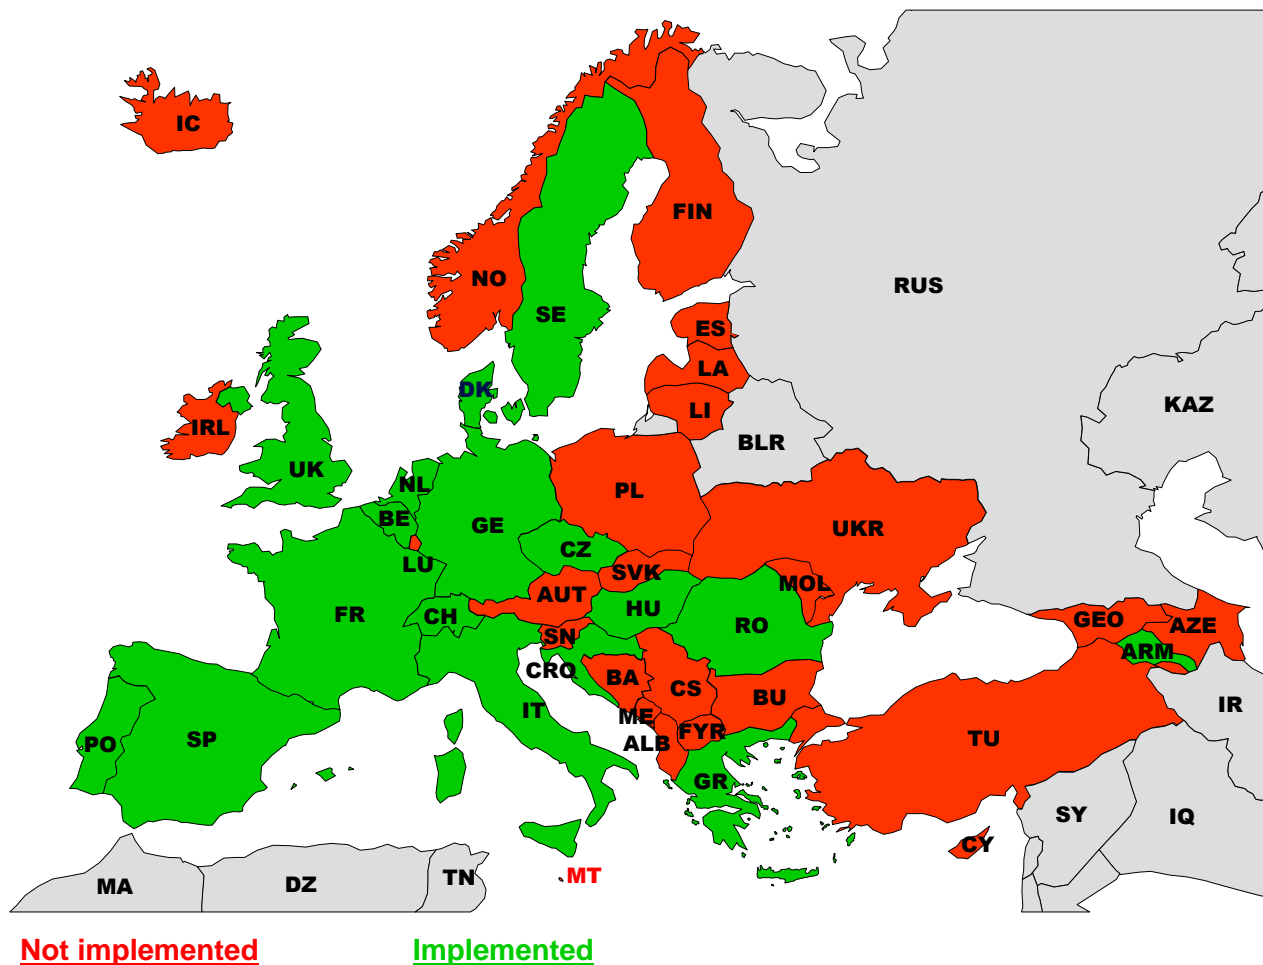 IC
FIN
NO
RUS
SE
ES
LA
DK
KAZ
LI
IRL
BLR
UK
NL
PL
BE
GE
UKR
CZ
LU
SVK
MOL
AUT
FR
CH
HU
RO
GEO
AZE
SN
ARM
CRO
BA
CS
BU
IR
IT
ME
FYR
PO
SP
ALB
TU
GR
SY
IQ
CY
MA
DZ
TN
MT
Not implemented
Implemented